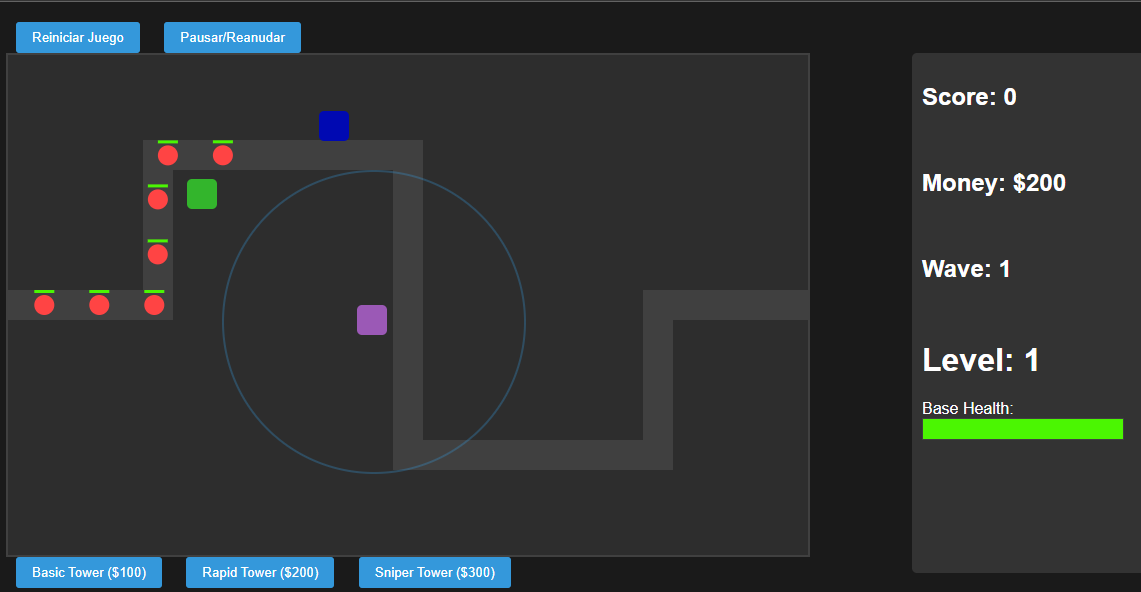 Reiniciar Juego
Pausar/Reanudar
Score: 0
Money: $200
Wave: 1
Level: 1
Base Health:
Basic Tower ($100)
Rapid Tower ($200)
Sniper Tower ($300)